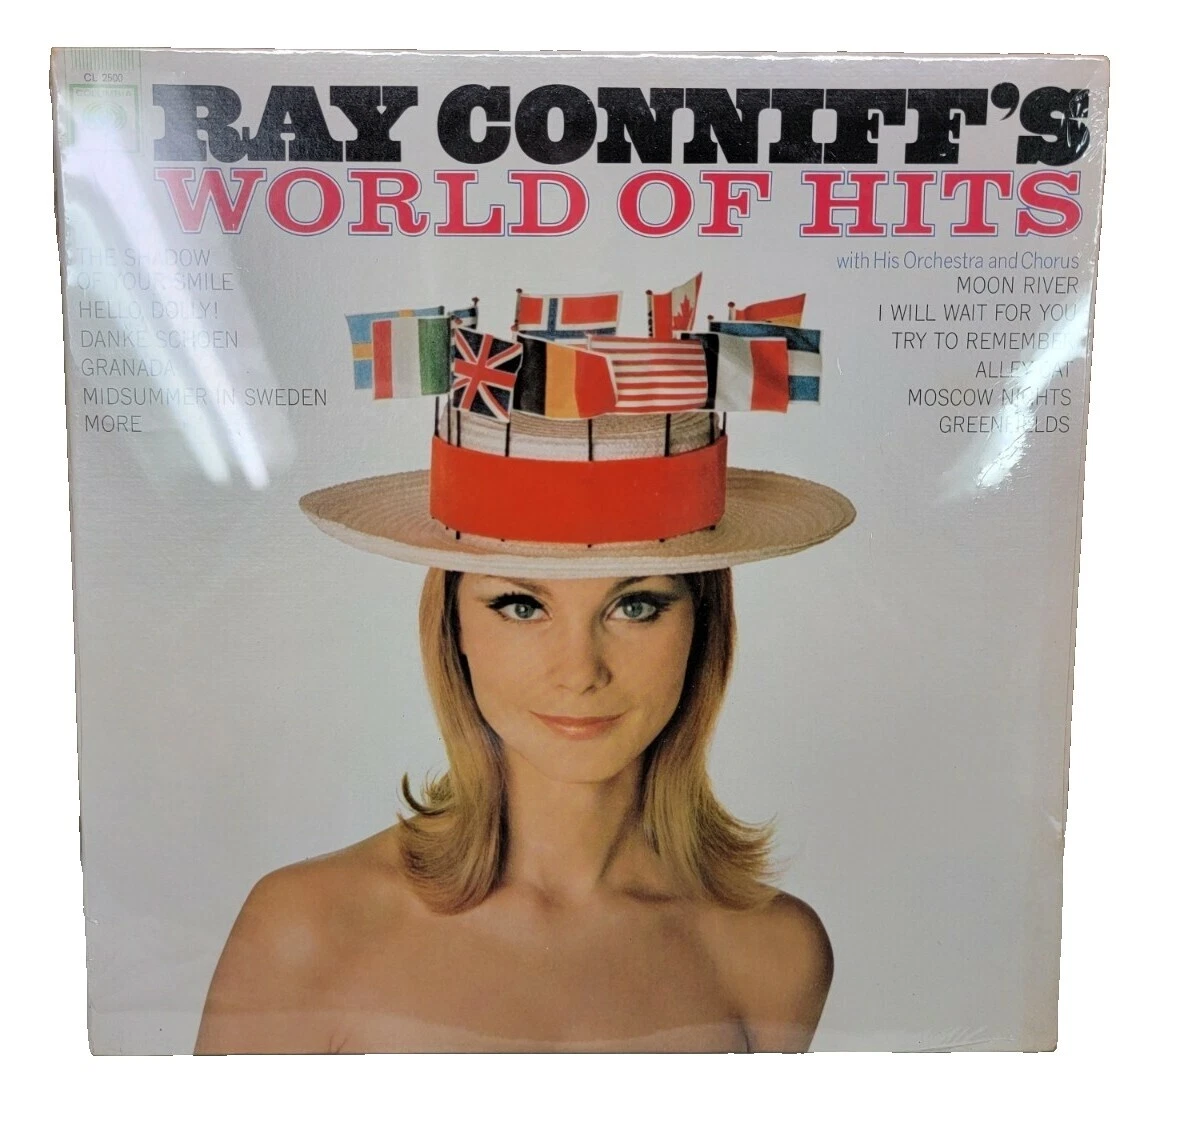 CL 2500
COLUMBIA
RAY CONNIFF'S
WORLD OF HITS
with His Orchestra and Chorus
THE SHADOW
OF YOUR SMILE
HELLO, DOLLY!
DANKE SCHOEN
GRANADA
MIDSUMMER IN SWEDEN
MORE
MOON RIVER
I WILL WAIT FOR YOU
TRY TO REMEMBER
ALLEY CAT
MOSCOW NIGHTS
GREENFIELDS